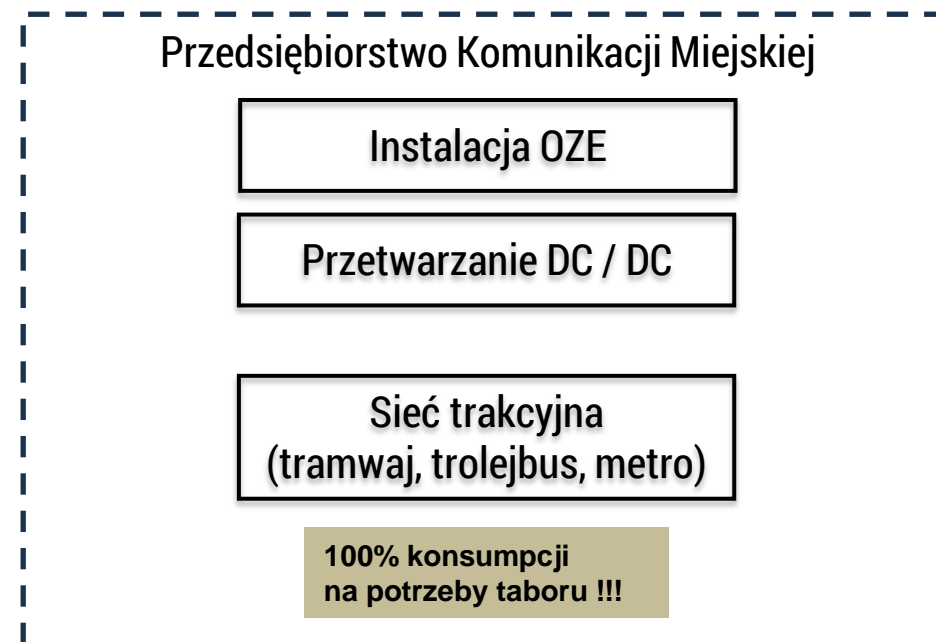 Przedsiębiorstwo Komunikacji Miejskiej
Instalacja OZE
Przetwarzanie DC / DC
Sieć trakcyjna
(tramwaj, trolejbus, metro)
100% konsumpcji
na potrzeby taboru !!!